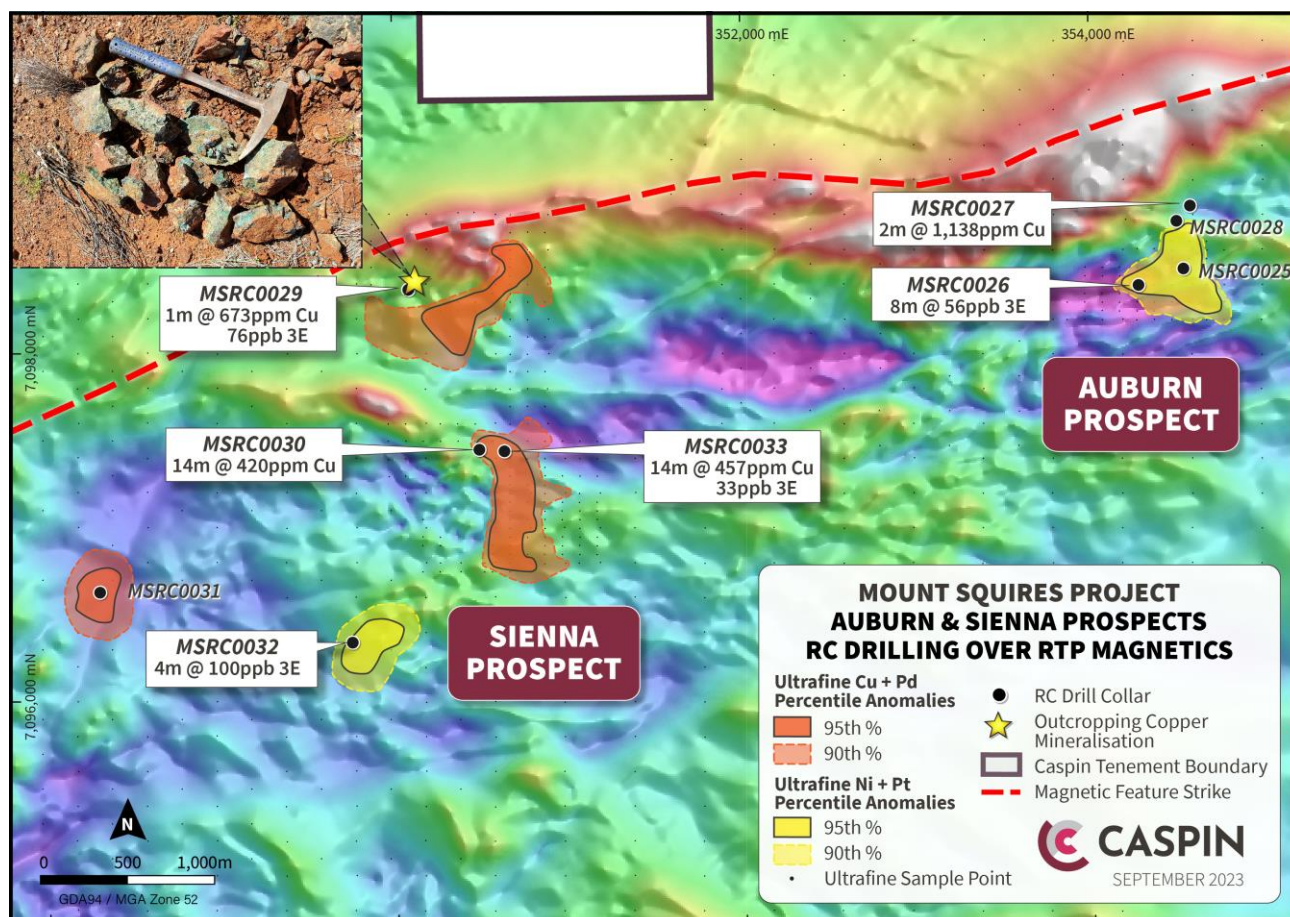 352,000 mE
354,000 mE
MSRC0027
2m @ 1,138ppm Cu
MSRC0028
MSRC0025
MSRC0026
8m @ 56ppb 3E
MSRC0029
1m @ 673ppm Cu
76ppb 3E
7,098,000 mN
AUBURN
PROSPECT
MSRC0030
14m @ 420ppm Cu
MSRC0033
14m @ 457ppm Cu
33ppb 3E
MSRC0031
MSRC0032
4m @ 100ppb 3E
SIENNA
PROSPECT
7,096,000 mN
MOUNT SQUIRES PROJECT
AUBURN & SIENNA PROSPECTS
RC DRILLING OVER RTP MAGNETICS
Ultrafine Cu + Pd
Percentile Anomalies
95th %
90th %
Ultrafine Ni + Pt
Percentile Anomalies
95th %
90th %
Ultrafine Sample Point
RC Drill Collar
Outcropping Copper
Mineralisation
Caspin Tenement Boundary
Magnetic Feature Strike
CASPIN
SEPTEMBER 2023
N
0 500 1,000m
GDA94 / MGA Zone 52